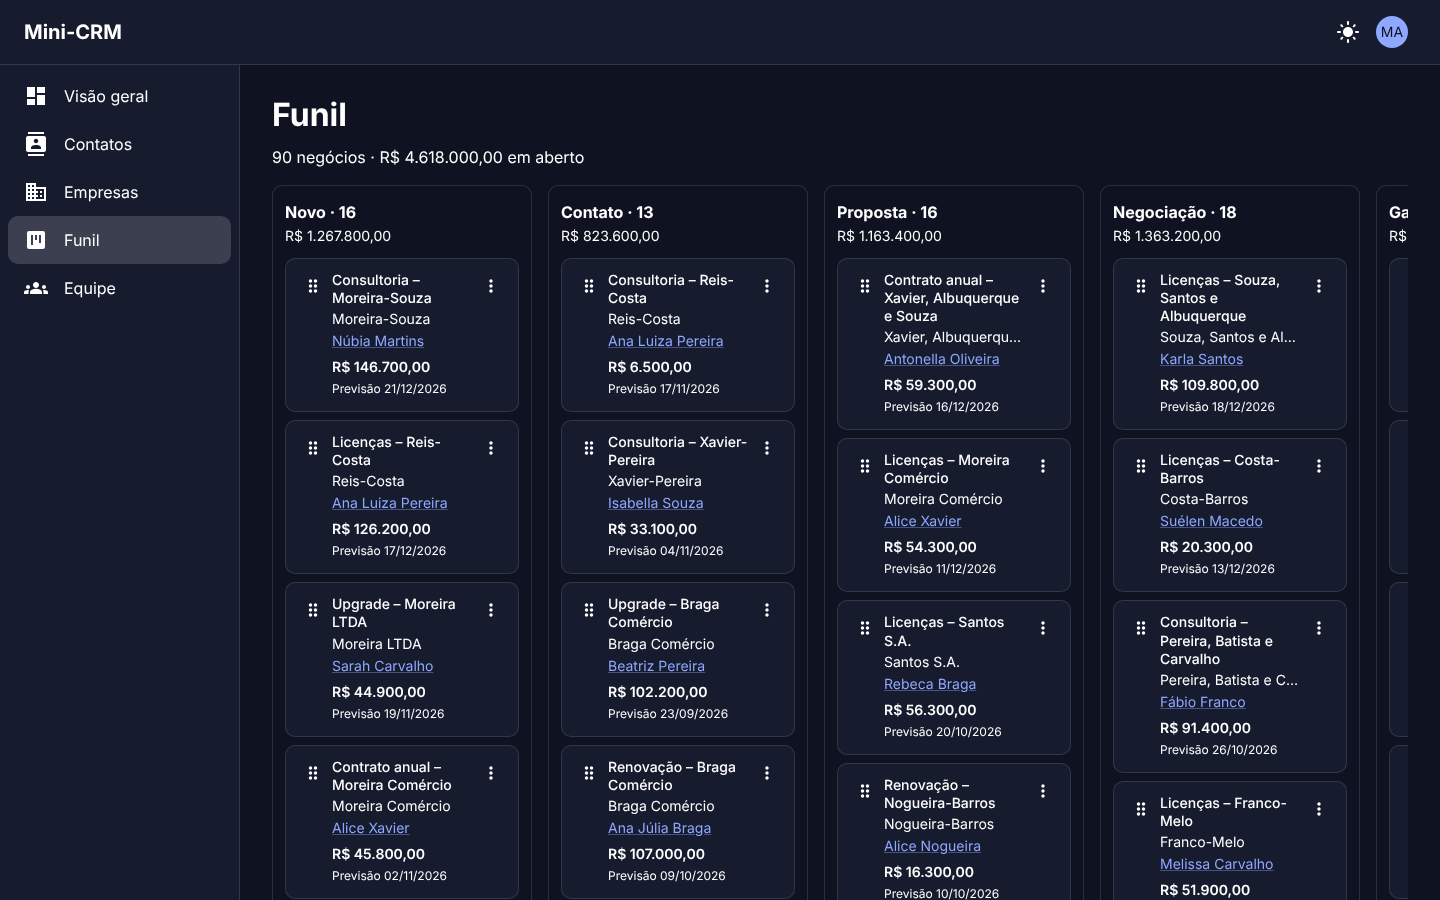 Mini-CRM
MA
Visão geral
Contatos
Empresas
Funil
Equipe
Funil
90 negócios · R$ 4.618.000,00 em aberto
Novo · 16
R$ 1.267.800,00
Consultoria –
Moreira-Souza
Moreira-Souza
Núbia Martins
R$ 146.700,00
Previsão 21/12/2026
Licenças – Reis-
Costa
Reis-Costa
Ana Luiza Pereira
R$ 126.200,00
Previsão 17/12/2026
Upgrade – Moreira
LTDA
Moreira LTDA
Sarah Carvalho
R$ 44.900,00
Previsão 19/11/2026
Contrato anual –
Moreira Comércio
Moreira Comércio
Alice Xavier
R$ 45.800,00
Previsão 02/11/2026
Contato · 13
R$ 823.600,00
Consultoria – Reis-
Costa
Reis-Costa
Ana Luiza Pereira
R$ 6.500,00
Previsão 17/11/2026
Consultoria – Xavier-
Pereira
Xavier-Pereira
Isabella Souza
R$ 33.100,00
Previsão 04/11/2026
Upgrade – Braga
Comércio
Braga Comércio
Beatriz Pereira
R$ 102.200,00
Previsão 23/09/2026
Renovação – Braga
Comércio
Braga Comércio
Ana Júlia Braga
R$ 107.000,00
Previsão 09/10/2026
Proposta · 16
R$ 1.163.400,00
Contrato anual –
Xavier, Albuquerque
e Souza
Xavier, Albuquerqu...
Antonella Oliveira
R$ 59.300,00
Previsão 16/12/2026
Licenças – Moreira
Comércio
Moreira Comércio
Alice Xavier
R$ 54.300,00
Previsão 11/12/2026
Licenças – Santos
S.A.
Santos S.A.
Rebeca Braga
R$ 56.300,00
Previsão 20/10/2026
Renovação –
Nogueira-Barros
Nogueira-Barros
Alice Nogueira
R$ 16.300,00
Previsão 10/10/2026
Negociação · 18
R$ 1.363.200,00
Licenças – Souza,
Santos e
Albuquerque
Souza, Santos e Al...
Karla Santos
R$ 109.800,00
Previsão 18/12/2026
Licenças – Costa-
Barros
Costa-Barros
Suélen Macedo
R$ 20.300,00
Previsão 13/12/2026
Consultoria –
Pereira, Batista e
Carvalho
Pereira, Batista e C...
Fábio Franco
R$ 91.400,00
Previsão 26/10/2026
Licenças – Franco-
Melo
Franco-Melo
Melissa Carvalho
R$ 51.900,00
Ga
R$